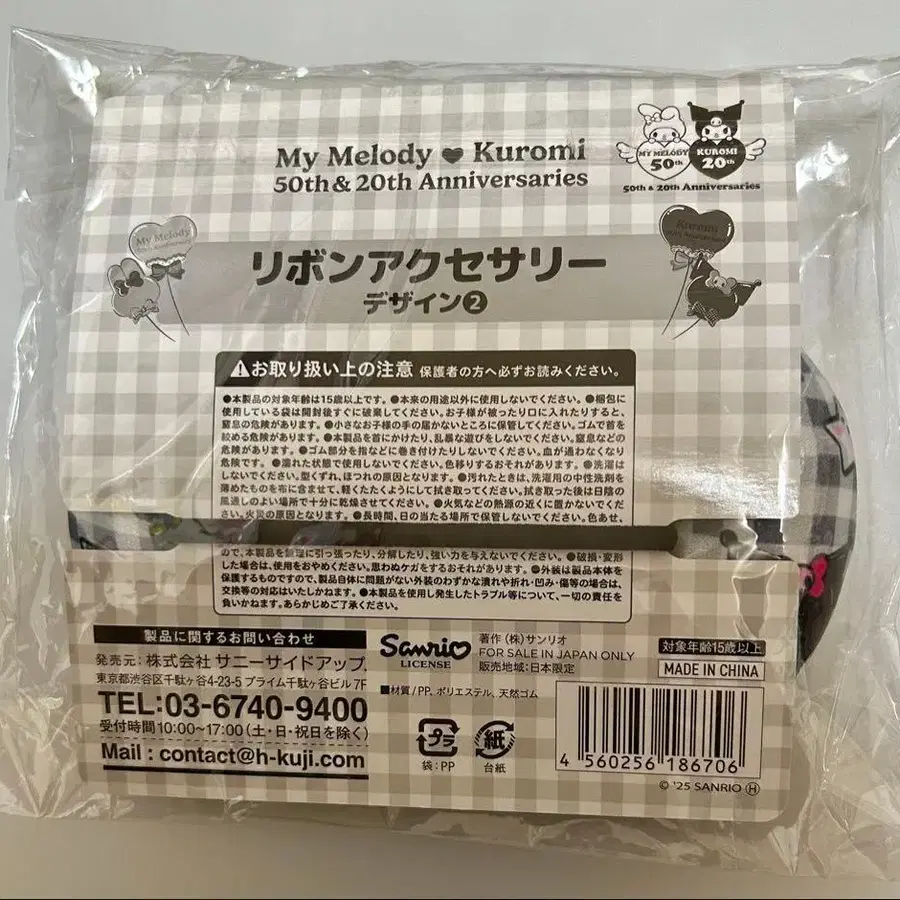 My Melody ♥ Kuromi
50th & 20th Anniversaries
MY MELODY
50th
KUROMI
20th
50th & 20th Anniversaries
My Melody
Kuromi
リボンアクセサリー
デザイン❷
⚠お取り扱い上の注意 保護者の方へ必ずお読みください。
●本製品の対象年齢は15歳以上です。●本来の用途以外に使用しないでください。●梱包に
使用している袋は開封後すぐに破棄してください。お子様が被ったり口に入れたりすると、
窒息の危険があります。●小さなお子様の手の届かないところに保管してください。ゴムで首を
絞める危険があります。●本製品を首にかけたり、乱暴な遊びをしないでください。窒息などの
危険があります。●ゴム部分を指などに巻き付けたりしないでください。血が通わなくなり
危険です。●濡れた状態で使用しないでください。色移りするおそれがあります。●洗濯は
しないでください。型くずれ、ほつれの原因となります。●汚れたときは、洗濯用の中性洗剤を
薄めたものを布に含ませて、軽くたたくようにして拭き取ってください。拭き取った後は日陰の
風通しのよい場所で十分に乾燥させてください。●火気などの熱源の近くに置かないでくだ
さい。火災の原因となります。●長時間、日の当たる場所で保管しないでください。色あせ、
ので、本製品を無理に引っ張ったり、分解したり、強い力を与えないでください。●破損・変形
した場合は、使用をおやめください。思わぬケガをするおそれがあります。●外装は製品本体を
保護するものですので、製品自体に問題がない外装のわずかな潰れや折れ・凹み・傷等の場合は、
交換等の対応はいたしかねます。●本製品を使用し発生したトラブル等について、一切の責任を
負いかねます。あらかじめご了承ください。
製品に関するお問い合わせ
発売元：株式会社 サニーサイドアップ
東京都渋谷区千駄ヶ谷4-23-5 プライム千駄ヶ谷ビル 7F
TEL:03-6740-9400
受付時間 10:00~17:00 (土・日・祝日を除く)
Mail : contact@h-kuji.com
Sanrio
LICENSE
著作 (株) サンリオ
FOR SALE IN JAPAN ONLY
販売地域:日本限定
■材質／PP、ポリエステル、天然ゴム
プラ
袋:PP
紙
台紙
対象年齢15歳以上
MADE IN CHINA
4 560256 186706
© '25 SANRIO Ⓗ